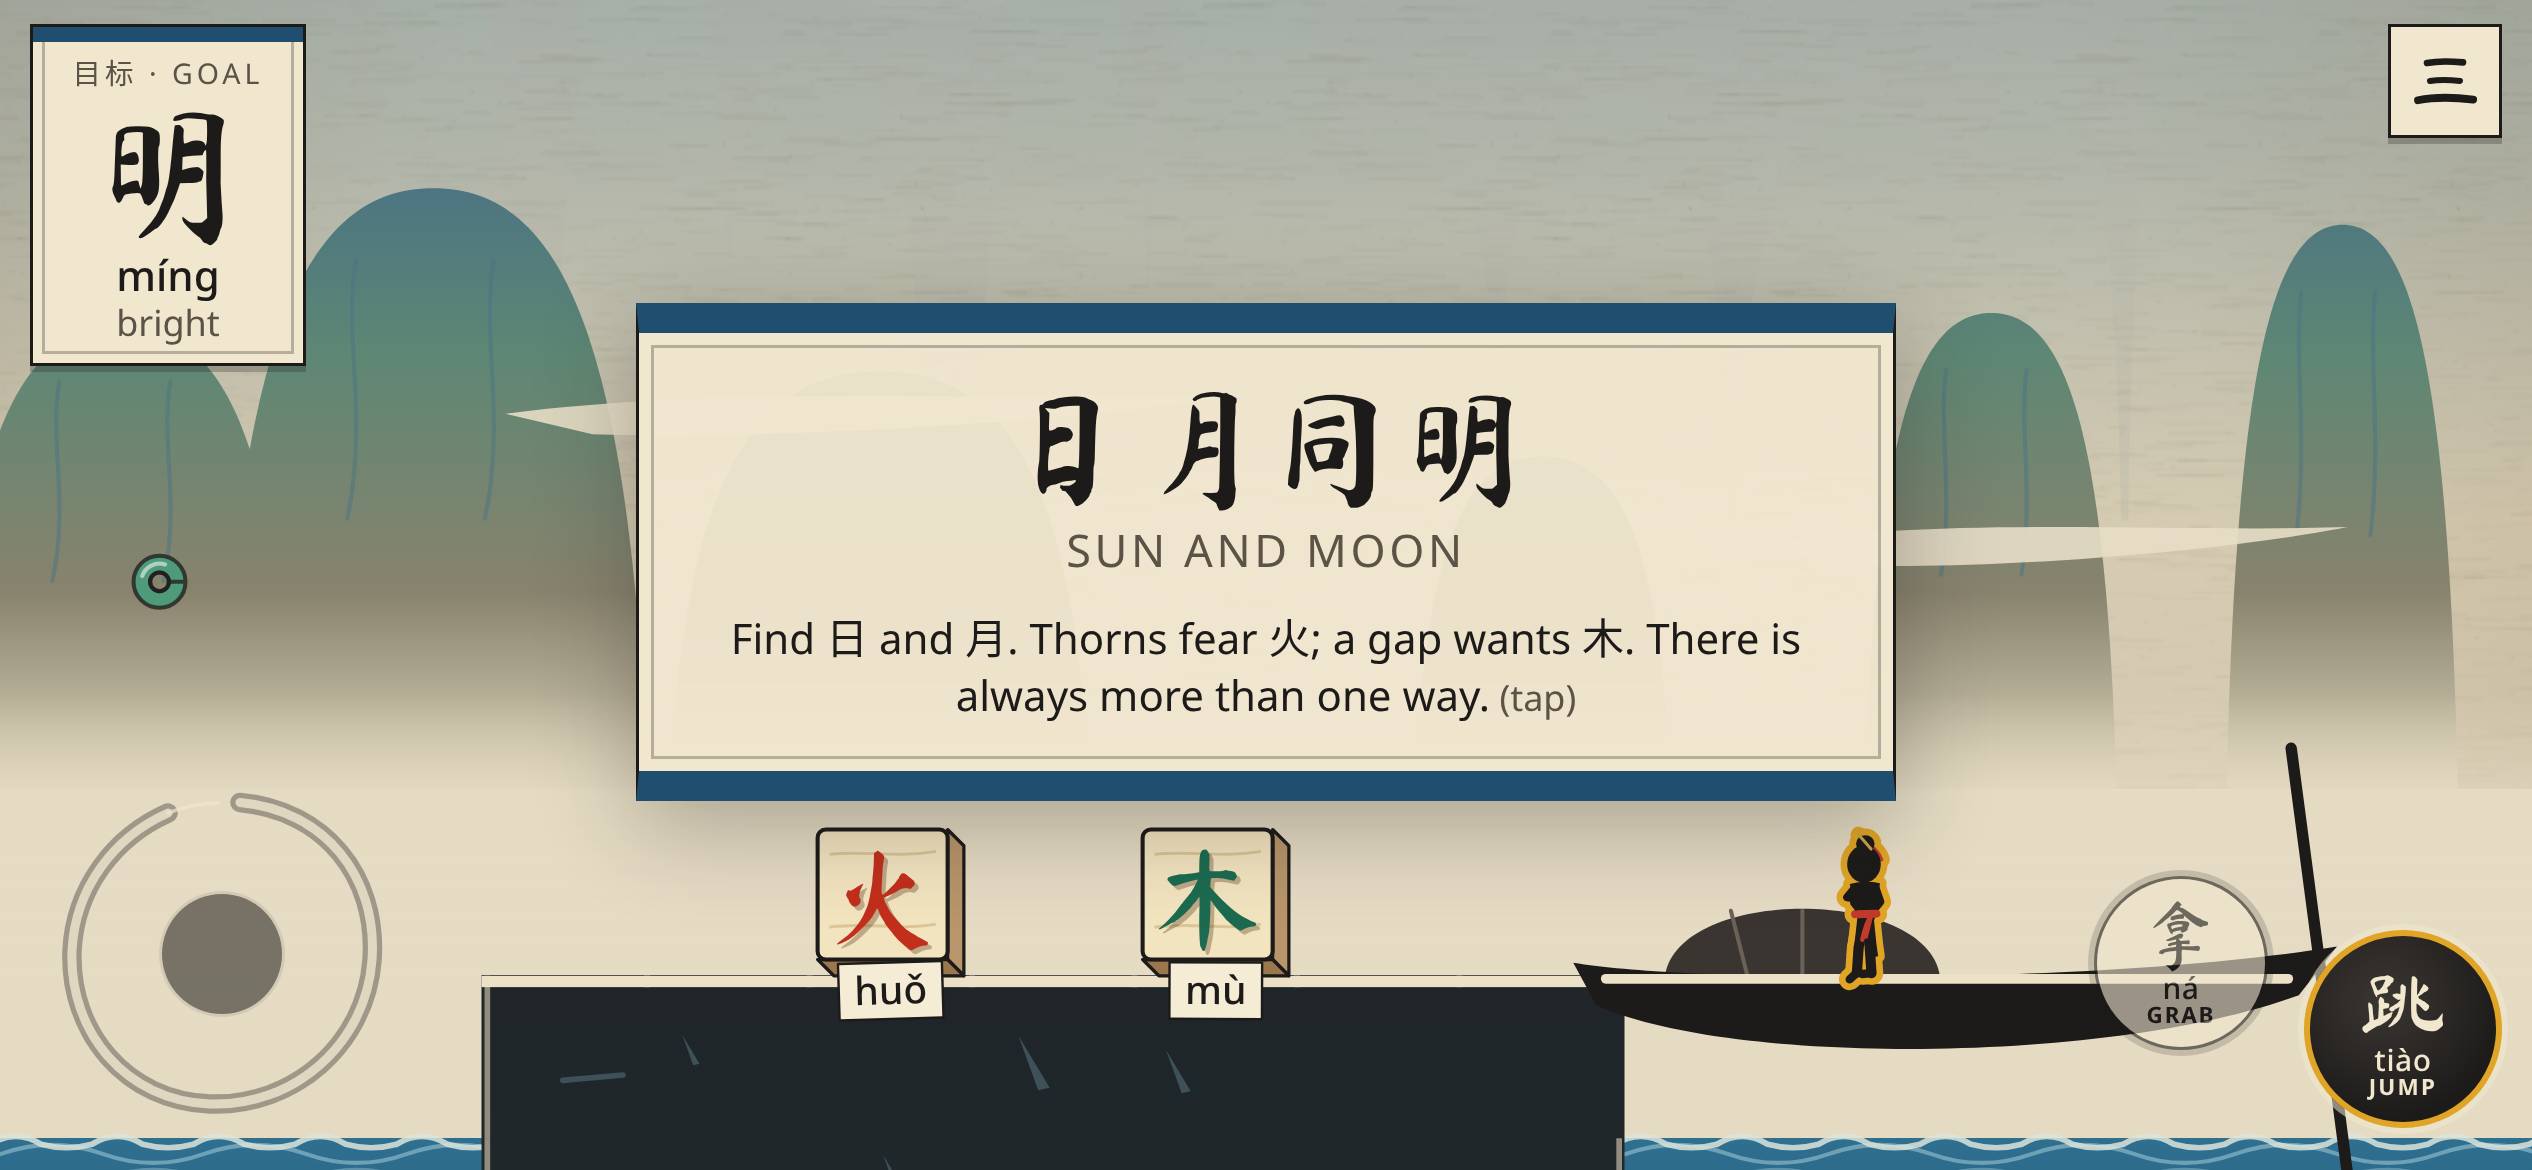 目标 · GOAL
明
míng
bright
三
日月同明
SUN AND MOON
Find 日 and 月. Thorns fear 火; a gap wants 木. There is
always more than one way. (tap)
火
huǒ
木
mù
拿
ná
GRAB
跳
tiào
JUMP